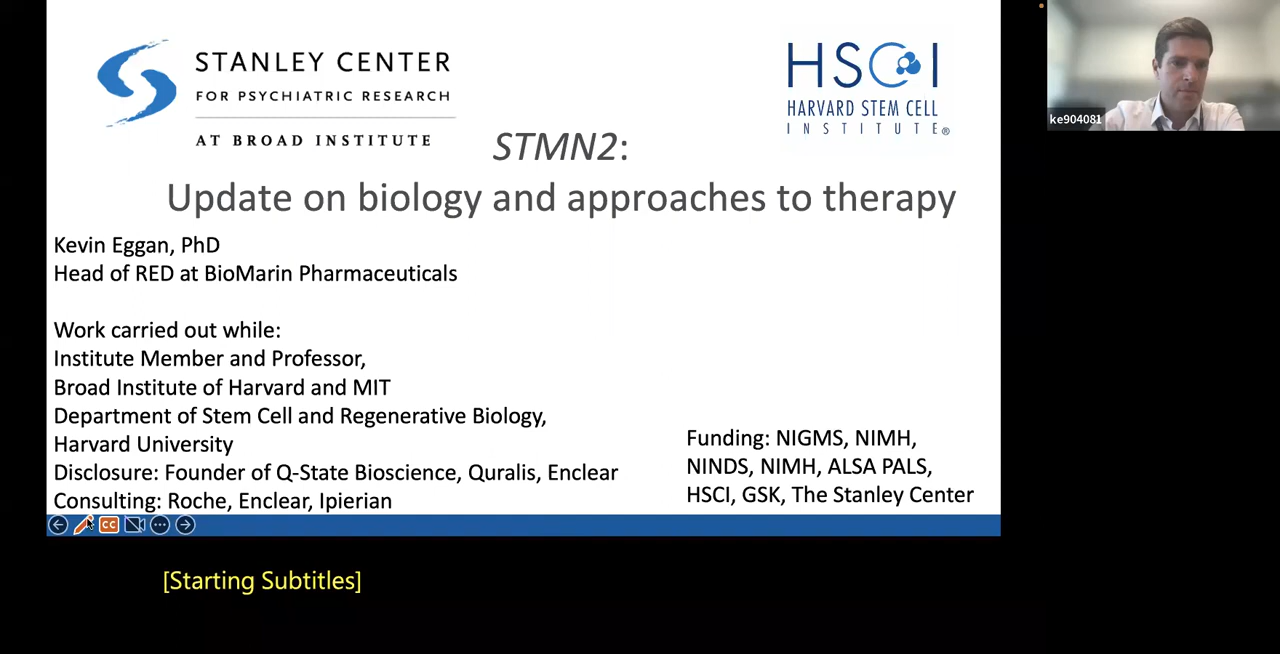 STANLEY CENTER
FOR PSYCHIATRIC RESEARCH
AT BROAD INSTITUTE
HSCI
HARVARD STEM CELL
INSTITUTE®
STMN2:
Update on biology and approaches to therapy
Kevin Eggan, PhD
Head of RED at BioMarin Pharmaceuticals
Work carried out while:
Institute Member and Professor,
Broad Institute of Harvard and MIT
Department of Stem Cell and Regenerative Biology,
Harvard University
Disclosure: Founder of Q-State Bioscience, Quralis, Enclear
Consulting: Roche, Enclear, Ipierian
Funding: NIGMS, NIMH,
NINDS, NIMH, ALSA PALS,
HSCI, GSK, The Stanley Center
CC
[Starting Subtitles]
ke904081